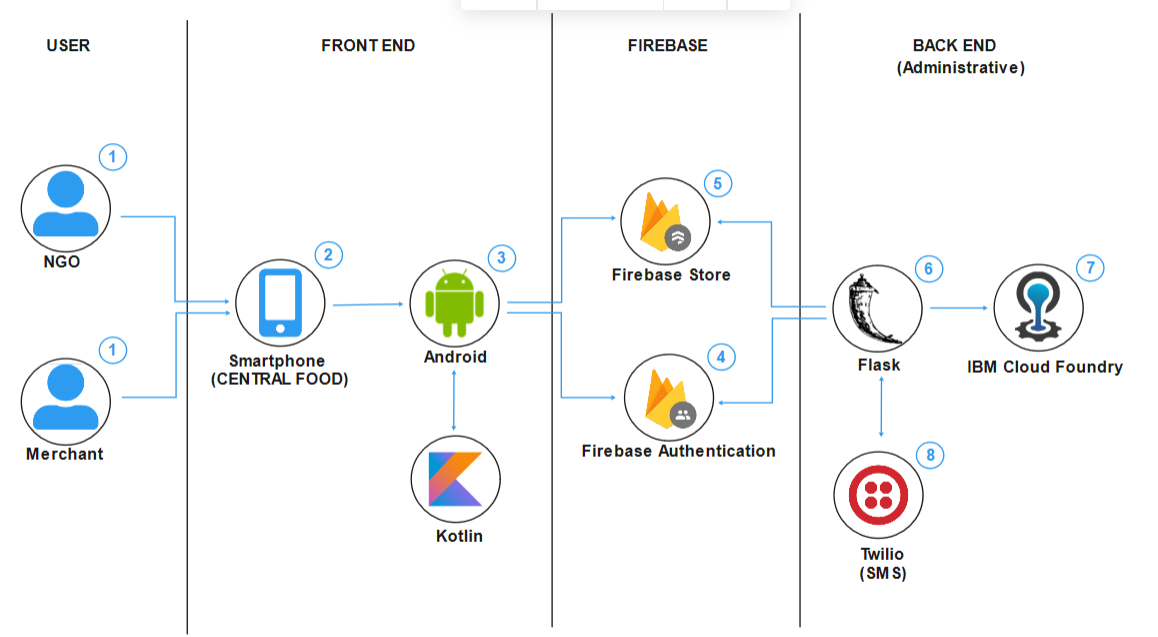 USER
FRONT END
FIREBASE
BACK END
(Administrative)
1
NGO
1
Merchant
2
Smartphone
(CENTRAL FOOD)
3
Android
Kotlin
5
Firebase Store
4
Firebase Authentication
6
Flask
7
IBM Cloud Foundry
8
Twilio
(SMS)